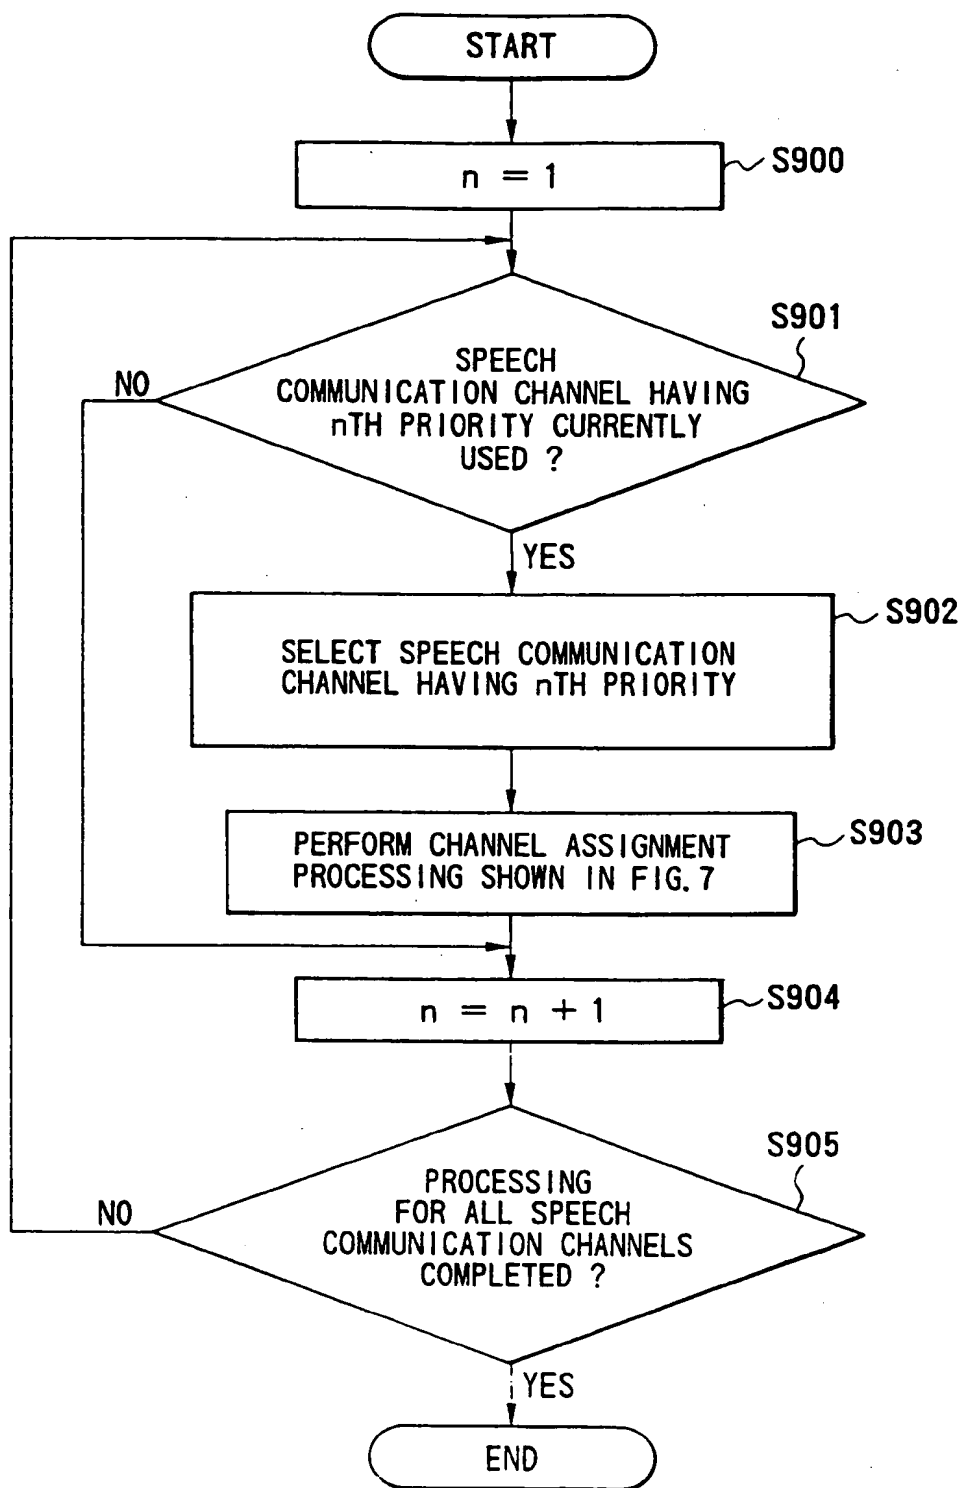 START
n = 1
S900
S901
SPEECH
COMMUNICATION CHANNEL HAVING
nTH PRIORITY CURRENTLY
USED ?
NO
YES
S902
SELECT SPEECH COMMUNICATION
CHANNEL HAVING nTH PRIORITY
S903
PERFORM CHANNEL ASSIGNMENT
PROCESSING SHOWN IN FIG. 7
n = n + 1
S904
S905
PROCESSING
FOR ALL SPEECH
COMMUNICATION CHANNELS
COMPLETED ?
NO
YES
END